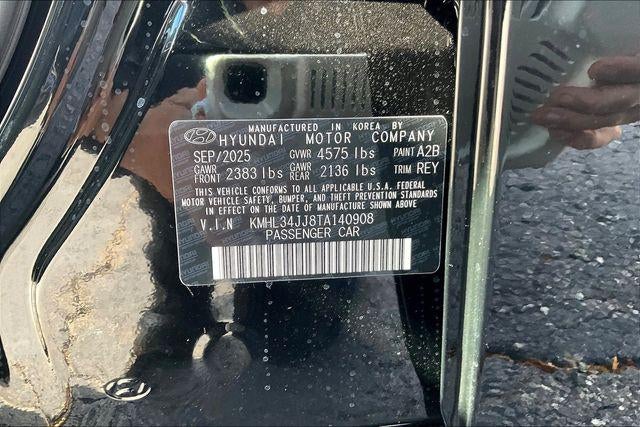 MANUFACTURED IN KOREA BY
HYUNDAI MOTOR COMPANY
SEP/2025 GVWR 4575 lbs PAINT A2B
GAWR FRONT 2383 lbs GAWR REAR 2136 lbs TRIM REY
THIS VEHICLE CONFORMS TO ALL APPLICABLE U.S.A. FEDERAL
MOTOR VEHICLE SAFETY, BUMPER, AND THEFT PREVENTION STANDARDS
IN EFFECT ON THE DATE OF MANUFACTURE SHOWN ABOVE
V.I.N KMHL34JJ8TA140908
PASSENGER CAR